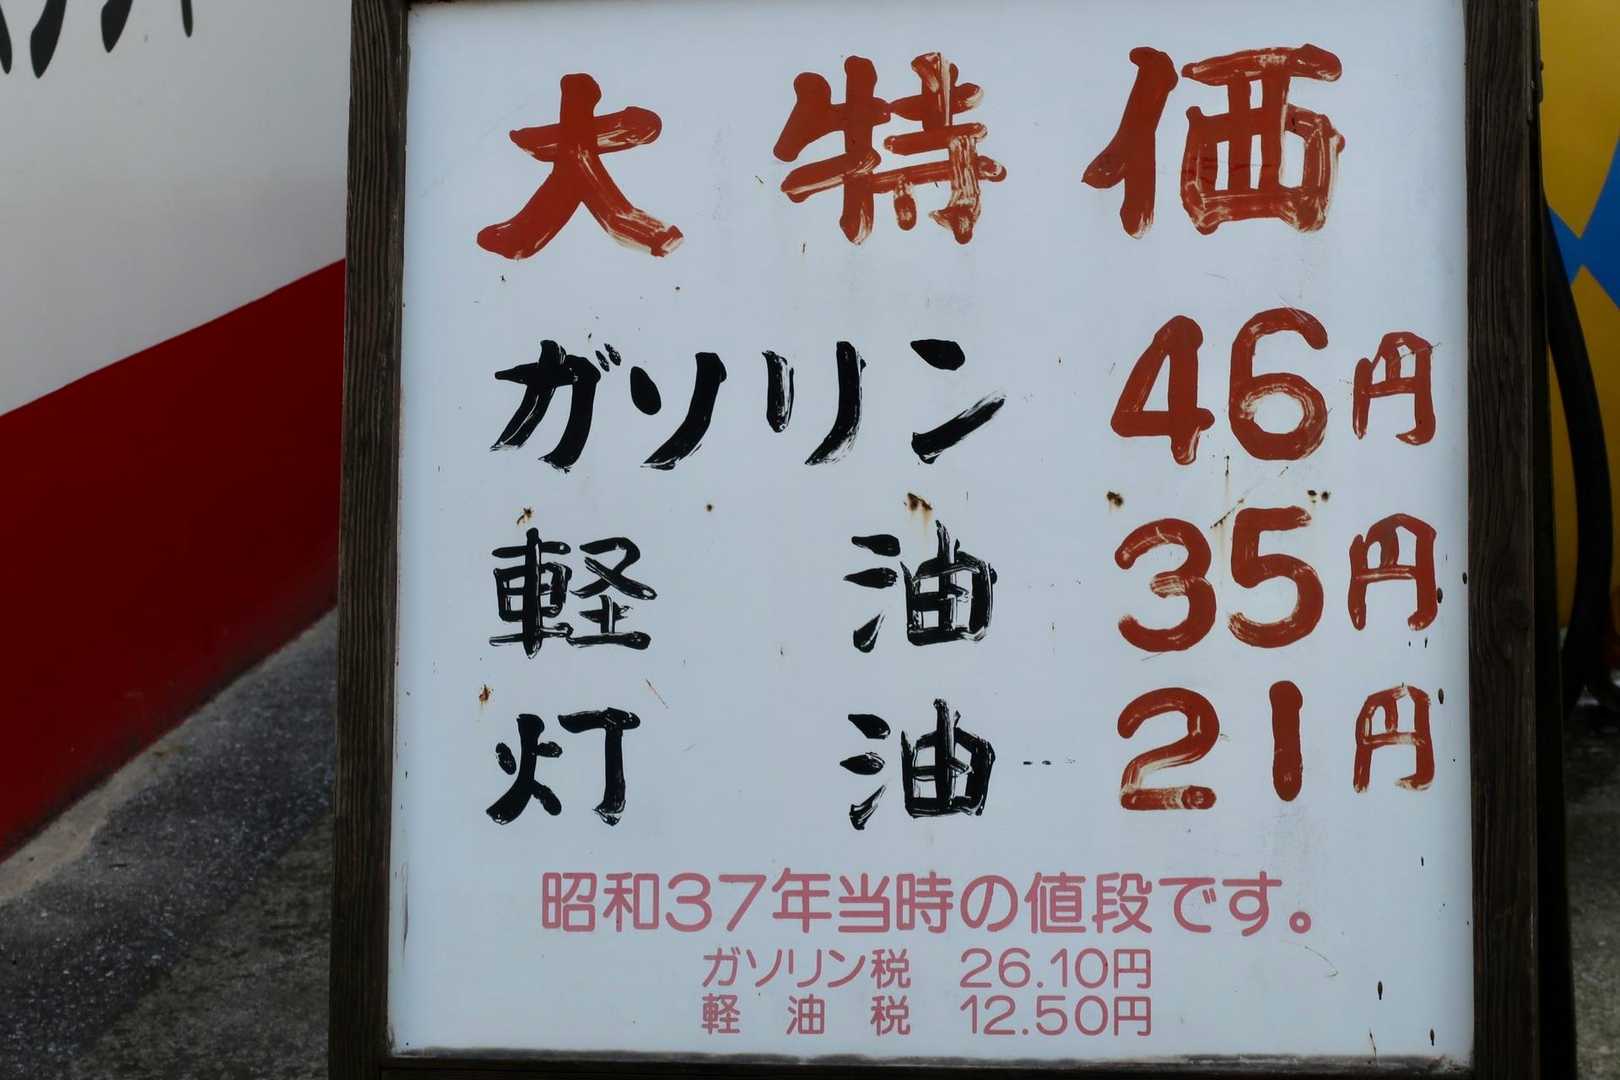 大特価
ガソリン 46円
軽油 35円
灯油 21円
昭和37年当時の値段です。
ガソリン税 26.10円
軽油税 12.50円